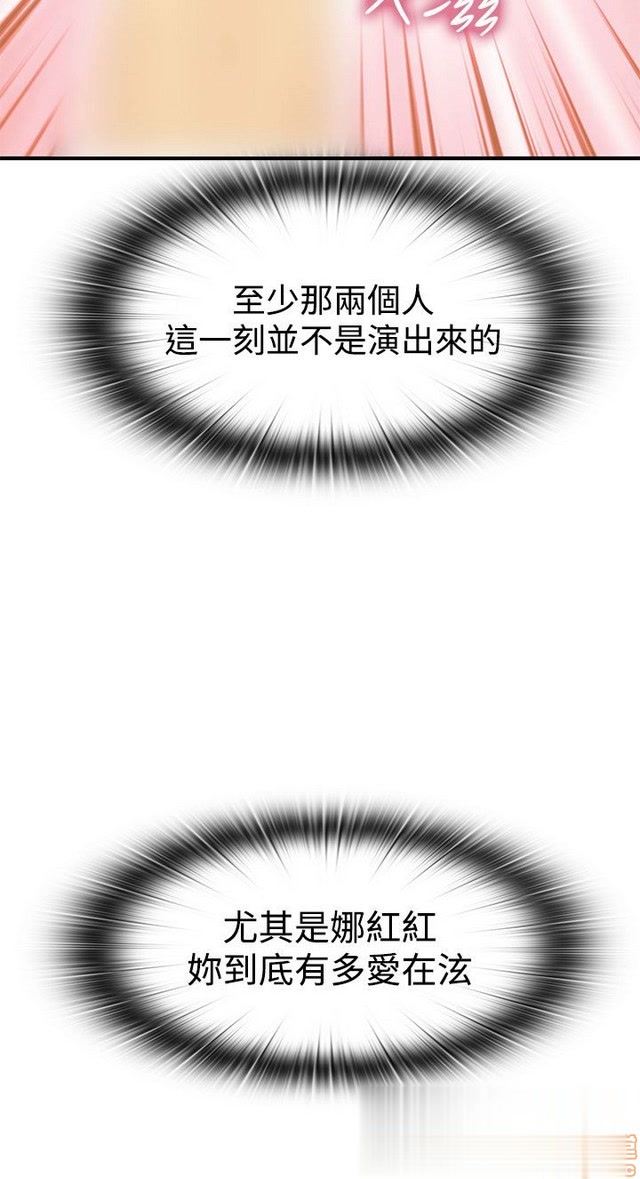 至少那兩個人
這一刻並不是演出來的
尤其是娜紅紅
妳到底有多愛在泫